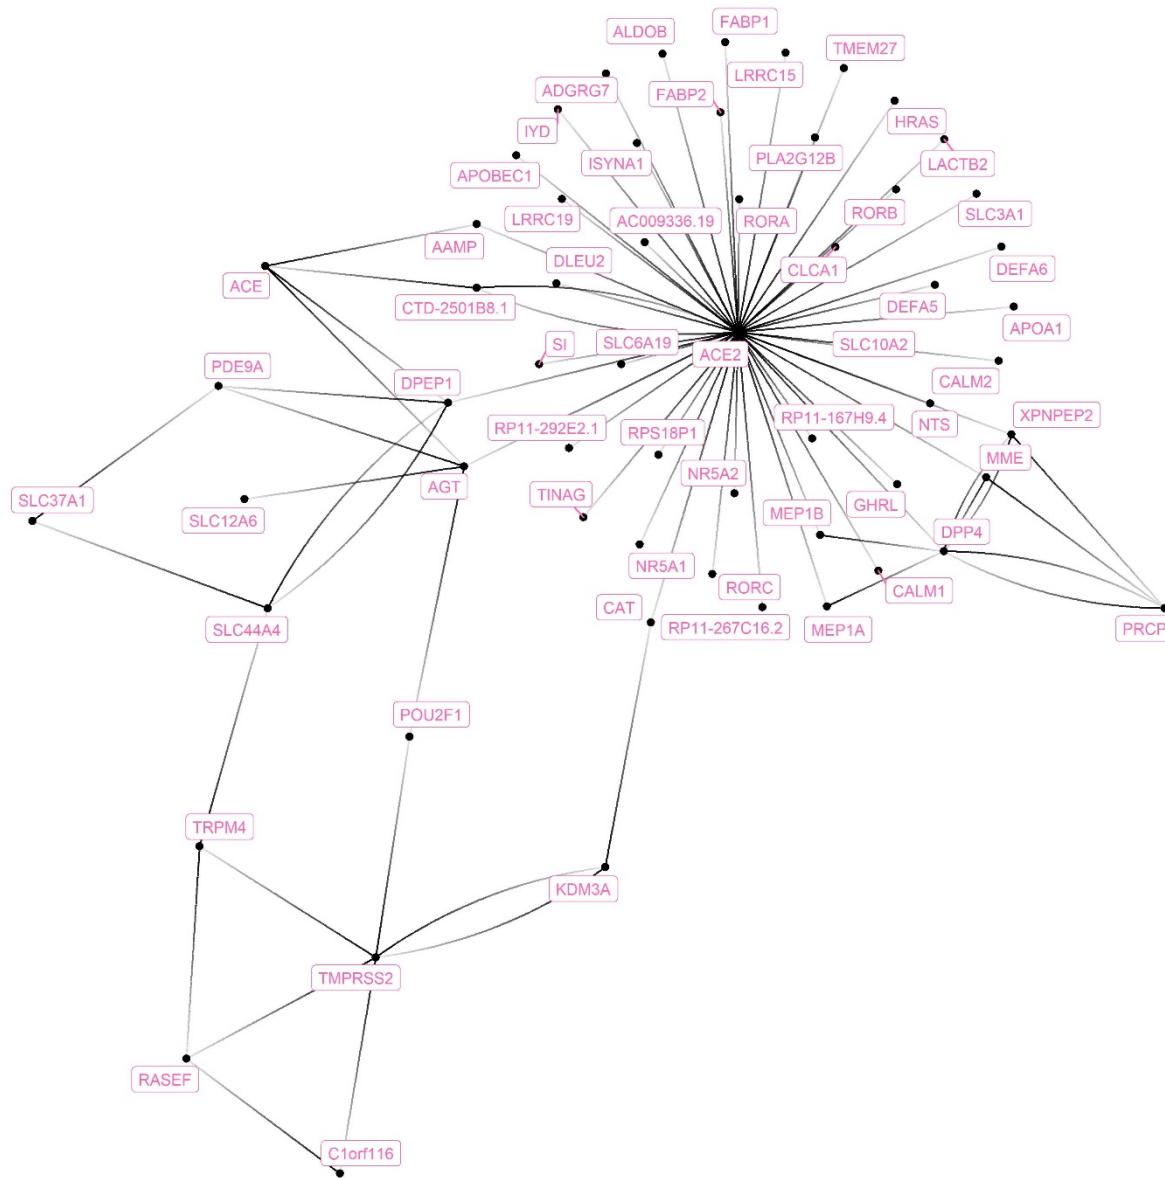 FABP1
ALDOB
TMEM27
LRRC15
ADGRG7
FABP2
HRAS
IYD
PLA2G12B
ISYNA1
LACTB2
APOBEC1
LRRC19
AC009336.19
RORA
RORB
SLC3A1
AAMP
DLEU2
CLCA1
DEFA6
ACE
CTD-2501B8.1
DEFA5
APOA1
SI
SLC6A19
ACE2
SLC10A2
PDE9A
DPEP1
CALM2
RP11-292E2.1
RPS18P1
RP11-167H9.4
NTS
XPNPEP2
MME
NR5A2
AGT
SLC37A1
TINAG
GHRL
SLC12A6
MEP1B
DPP4
NR5A1
RORC
CALM1
CAT
RP11-267C16.2
MEP1A
PRCP
SLC44A4
POU2F1
TRPM4
KDM3A
TMPRSS2
RASEF
C1orf116